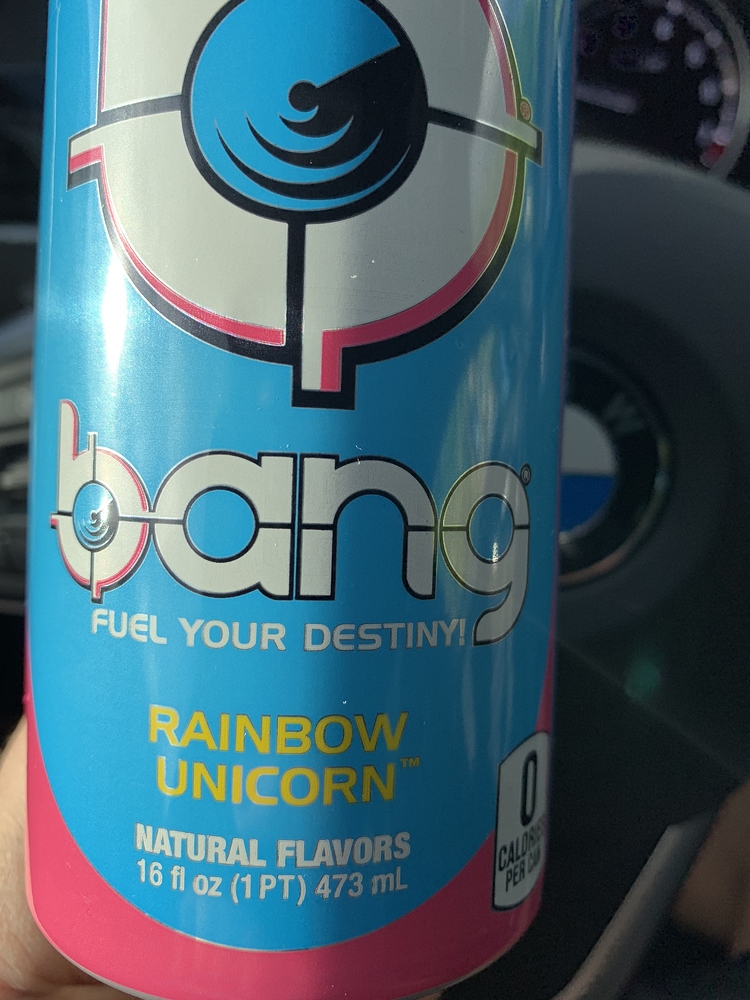 bang®
FUEL YOUR DESTINY!
RAINBOW
UNICORN™
NATURAL FLAVORS
16 fl oz (1 PT) 473 mL
0
CALORIES
PER CAN
W